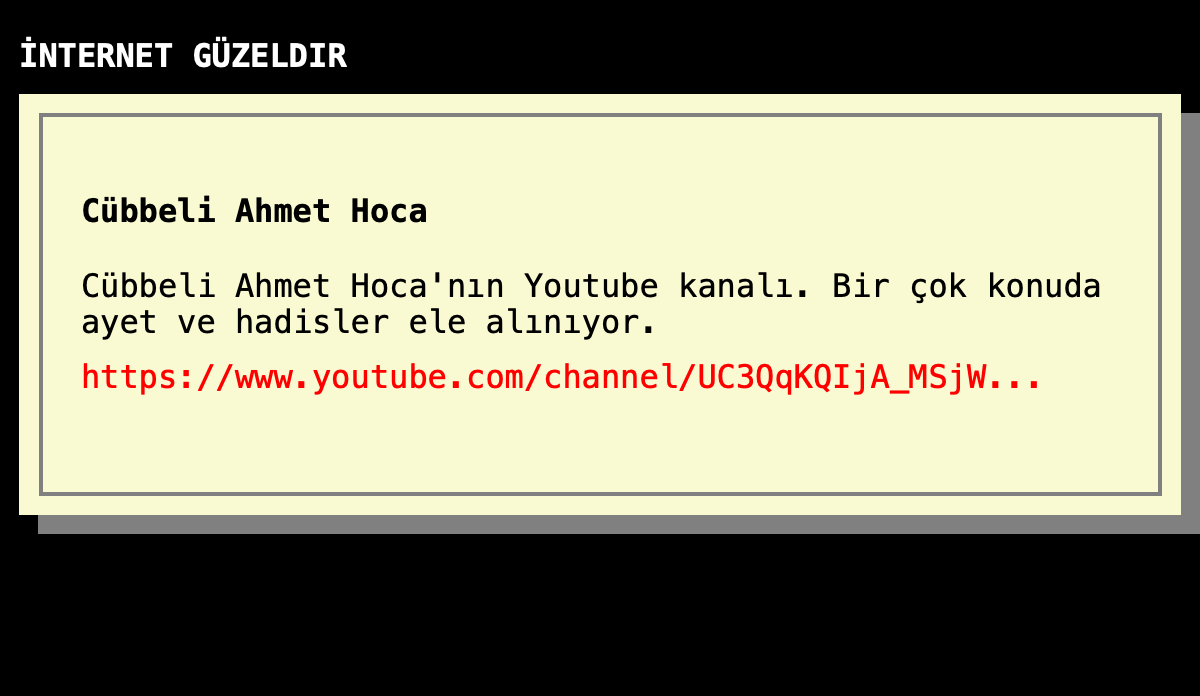 İNTERNET GÜZELDIR
Cübbeli Ahmet Hoca
Cübbeli Ahmet Hoca'nın Youtube kanalı. Bir çok konuda
ayet ve hadisler ele alınıyor.
https://www.youtube.com/channel/UC3QqKQIjA_MSjW...